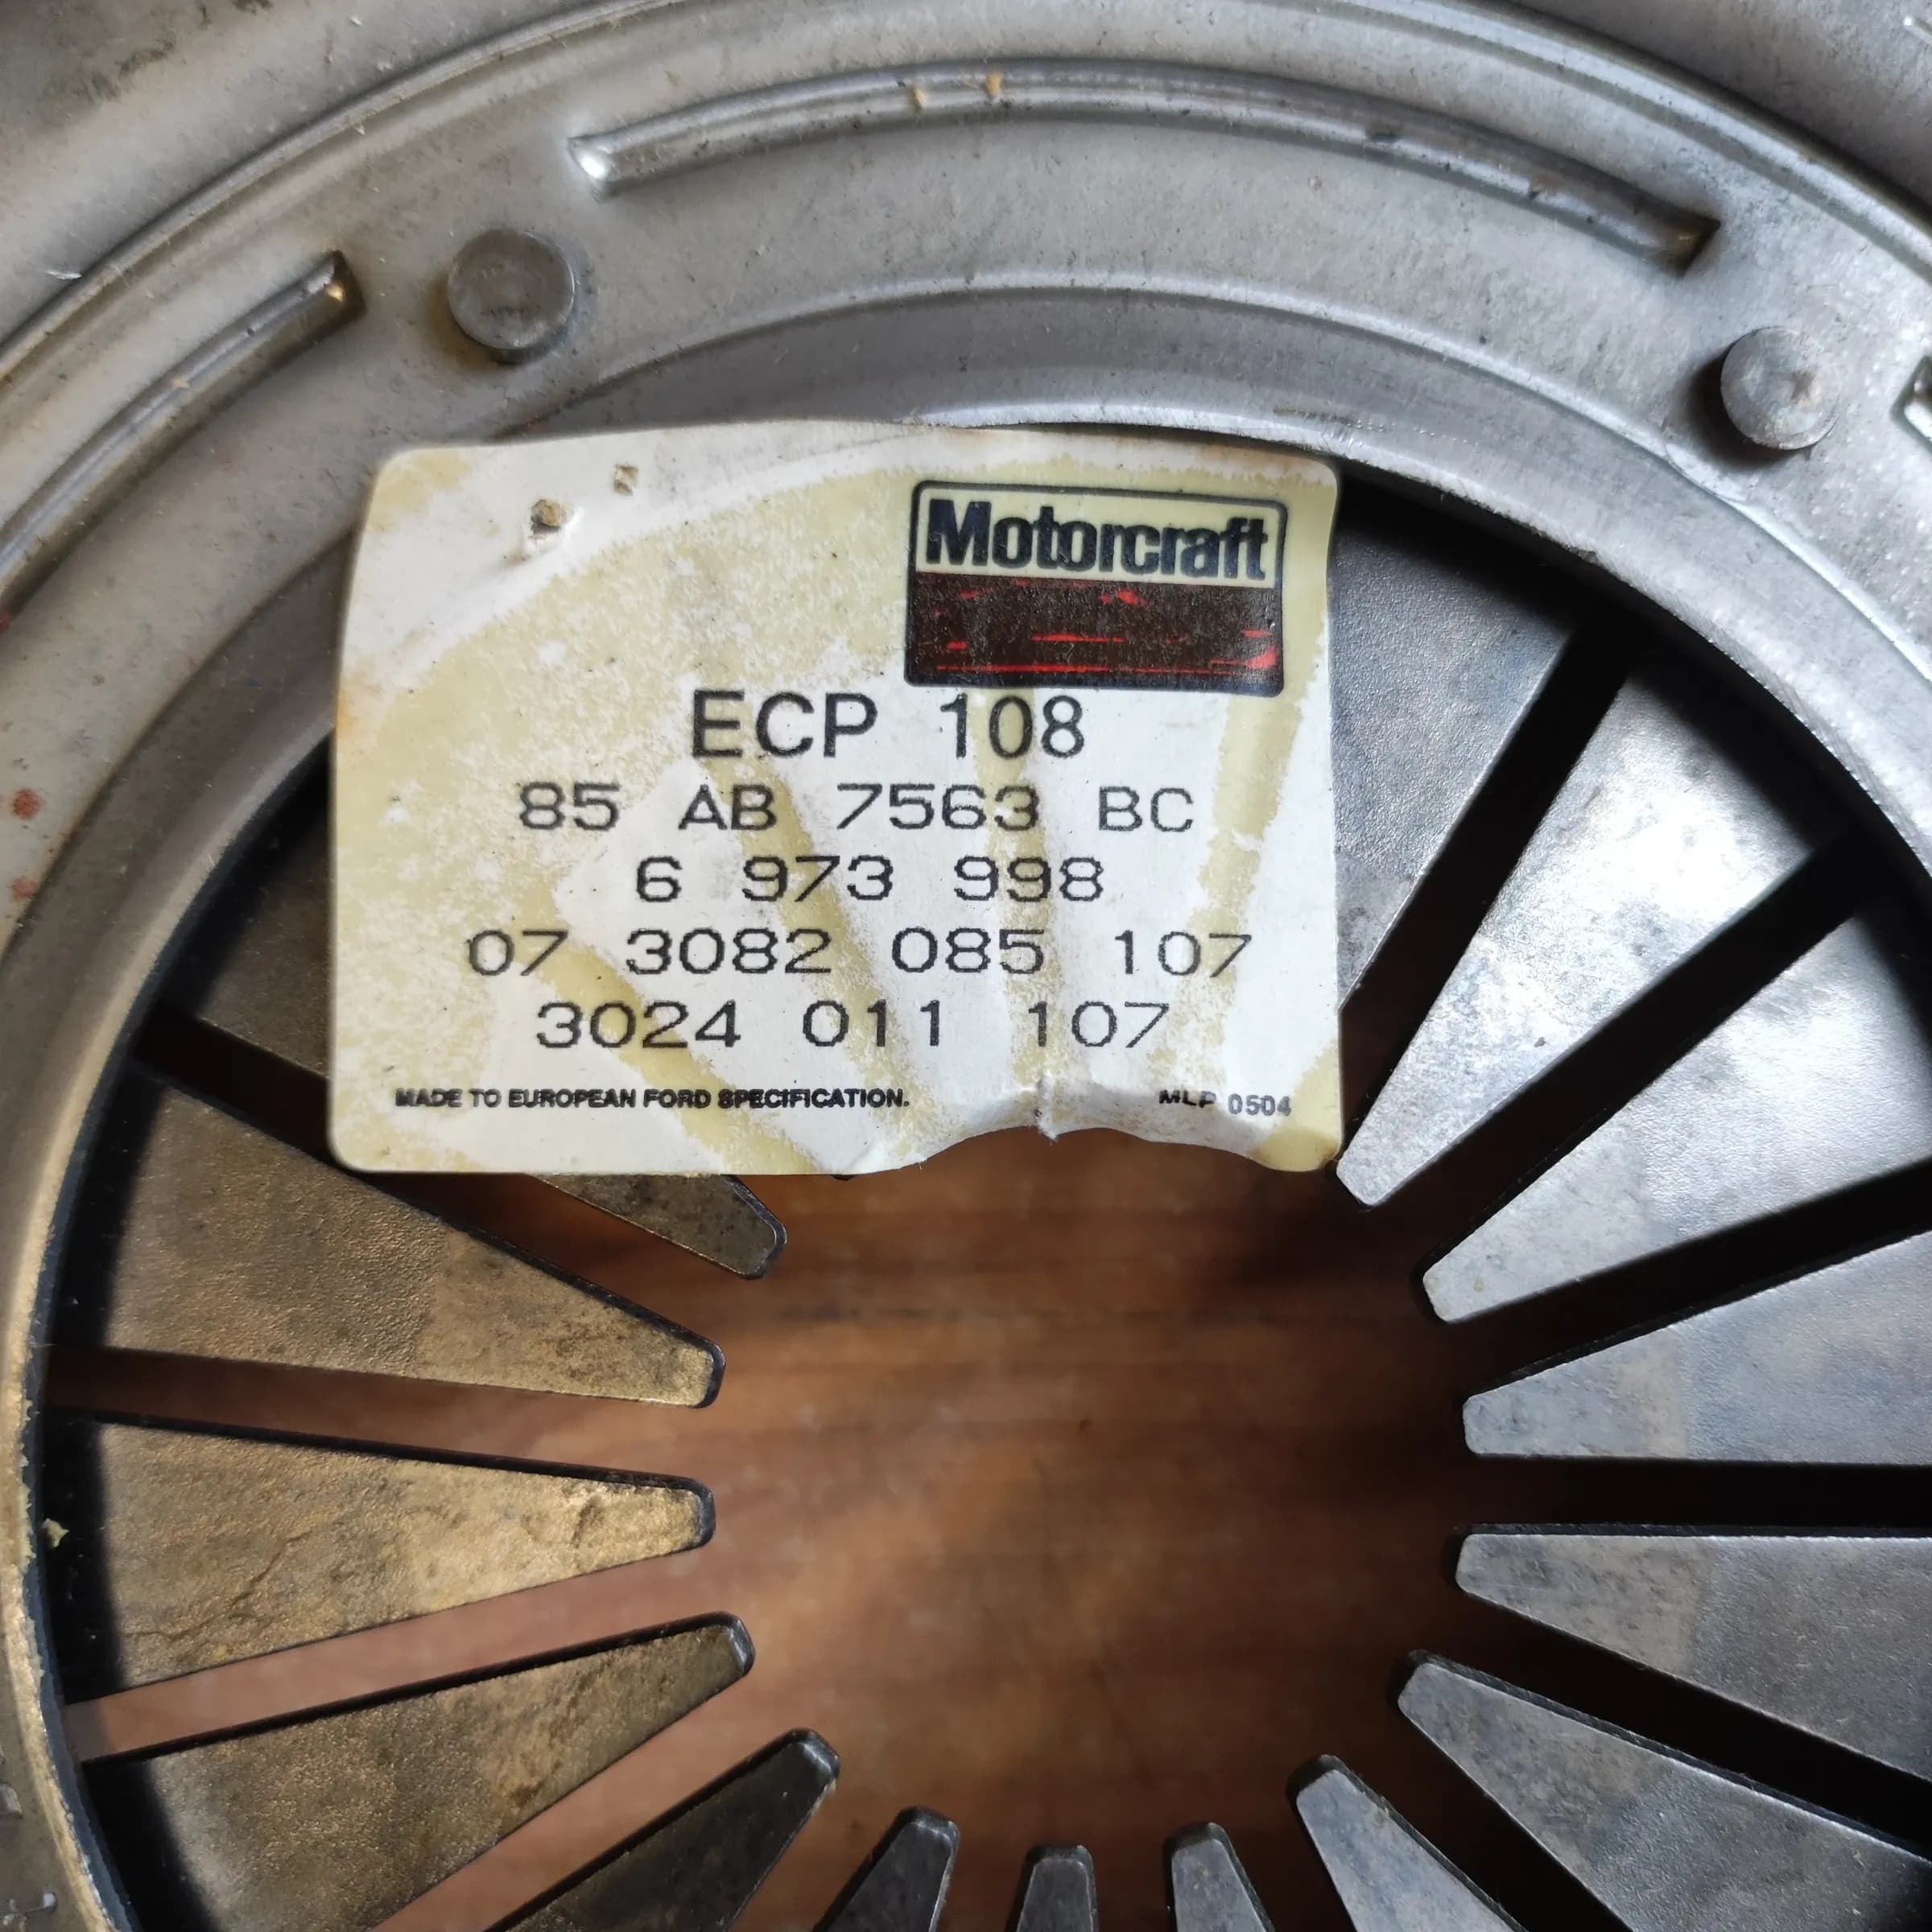 Motorcraft
ECP 108
85 AB 7563 BC
6 973 998
07 3082 085 107
3024 011 107
MADE TO EUROPEAN FORD SPECIFICATION. MLP 0504